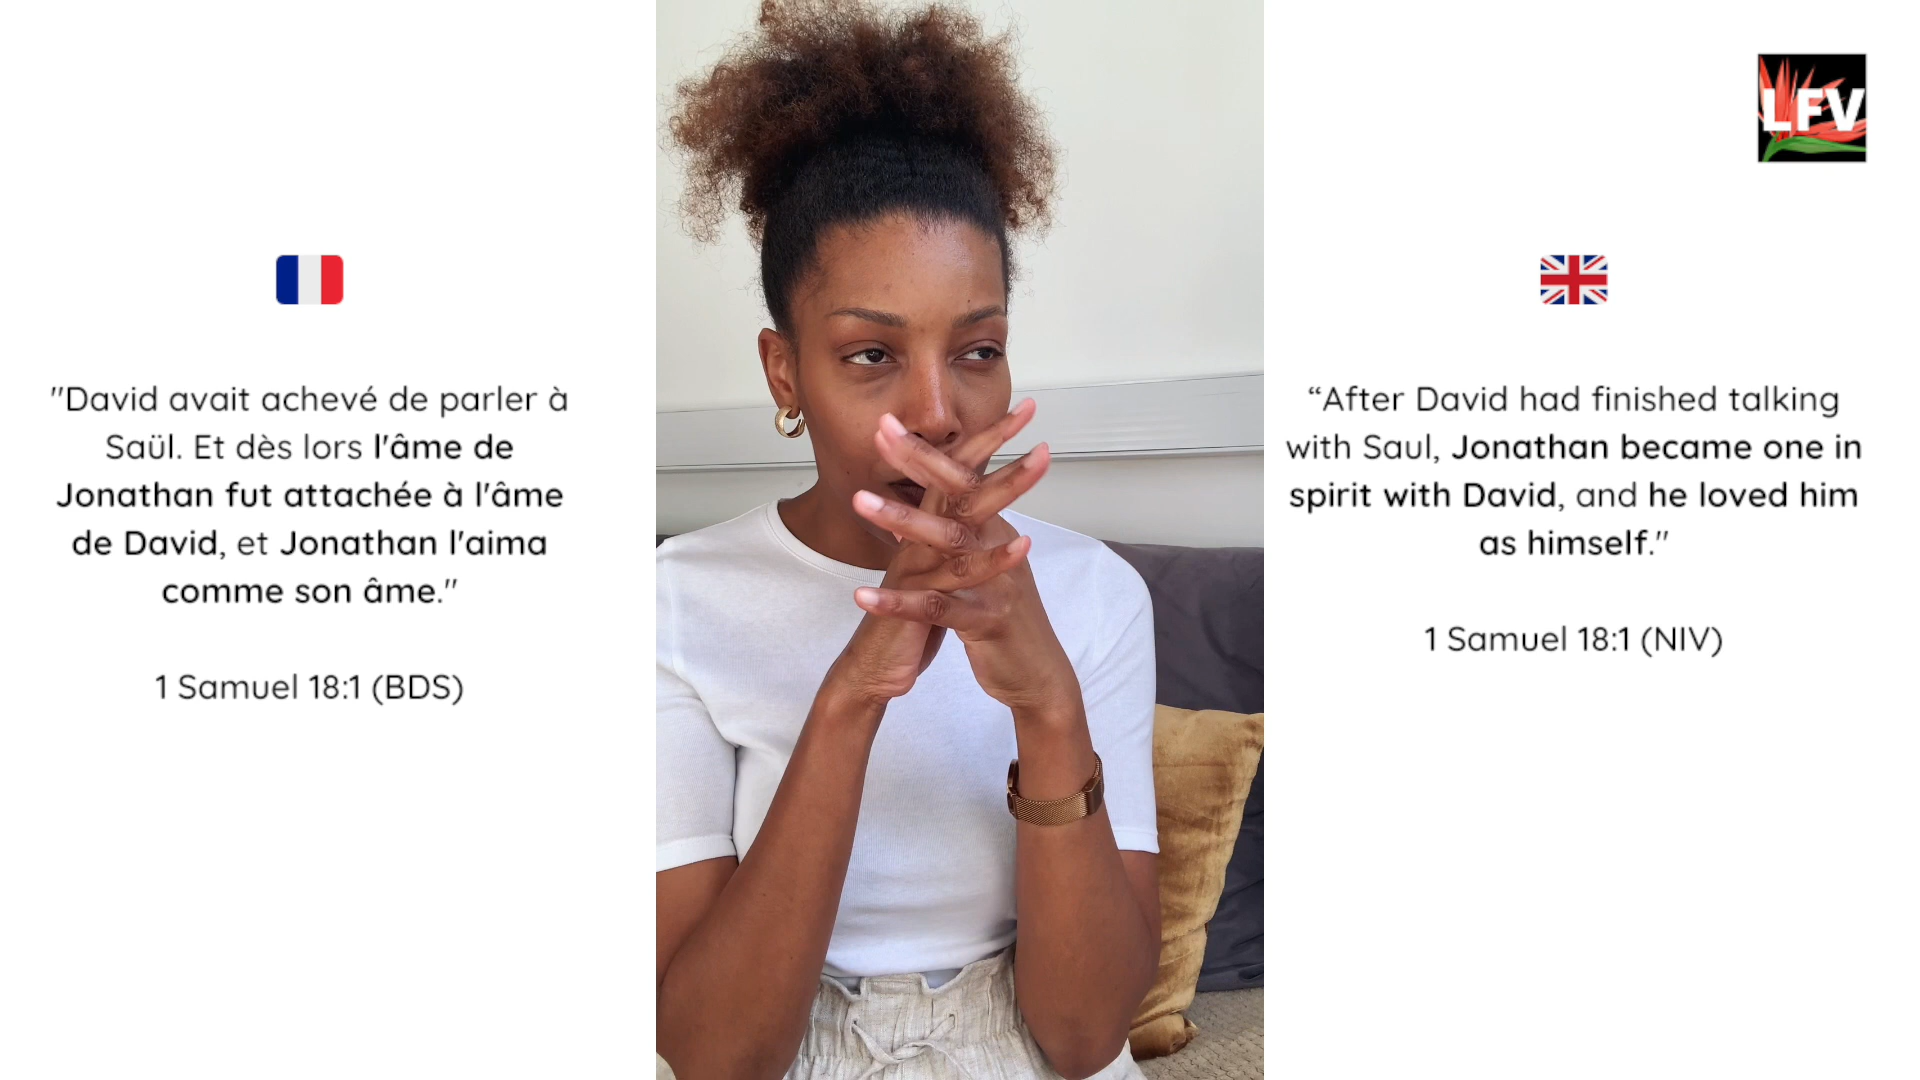 "David avait achevé de parler à
Saül. Et dès lors l'âme de
Jonathan fut attachée à l'âme
de David, et Jonathan l'aima
comme son âme."
1 Samuel 18:1 (BDS)
LFV
“After David had finished talking
with Saul, Jonathan became one in
spirit with David, and he loved him
as himself."
1 Samuel 18:1 (NIV)